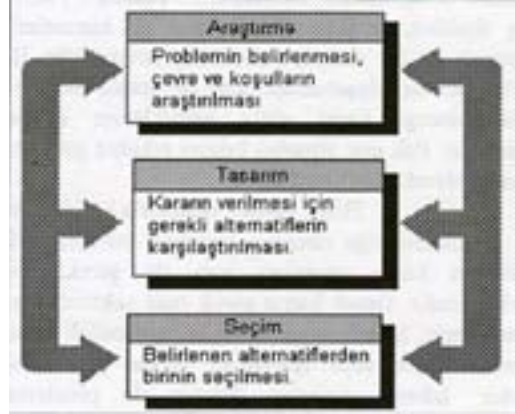 Araştırma
Problemin belirlenmesi,
çevre ve koşulların
araştırılması
Tasarım
Kararın verilmesi için
gerekli alternatiflerin
karşılaştırılması.
Seçim
Belirlenen alternatiflerden
birinin seçilmesi.